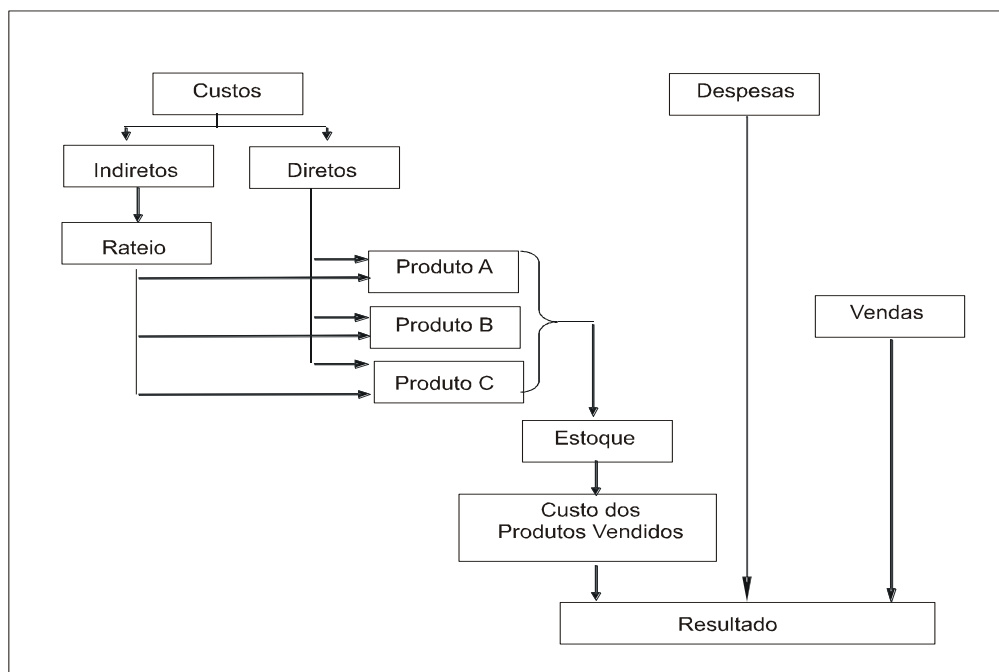 Custos
Despesas
Indiretos
Diretos
Rateio
Produto A
Produto B
Vendas
Produto C
Estoque
Custo dos
Produtos Vendidos
Resultado